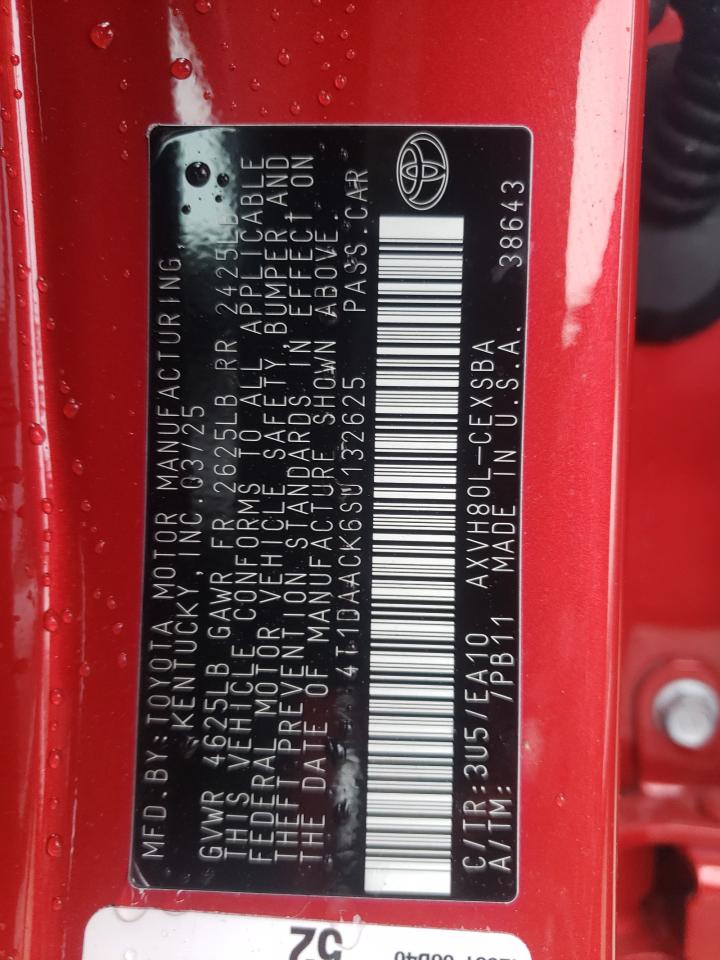 MFD.BY:TOYOTA MOTOR MANUFACTURING,
KENTUCKY,INC.03/25
GVWR 4625LB GAWR FR 2625LB RR 2425LB
THIS VEHICLE CONFORMS TO ALL APPLICABLE
FEDERAL MOTOR VEHICLE SAFETY,BUMPER AND
THEFT PREVENTION STANDARDS IN EFFECT ON
THE DATE OF MANUFACTURE SHOWN ABOVE.
4T1DAACK6SU132625 PASS.CAR
C/TR:3U5/EA10 AXVH80L-CEXSBA
A/TM: /PB11 MADE IN U.S.A. 38643
52